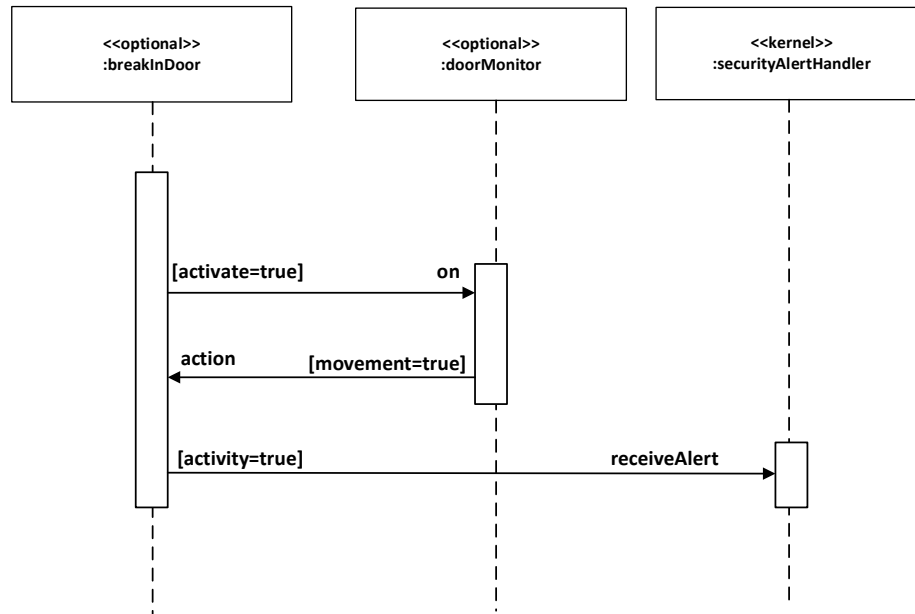 <<optional>>
:breakInDoor
<<optional>>
:doorMonitor
<<kernel>>
:securityAlertHandler
[activate=true] on
action [movement=true]
[activity=true] receiveAlert